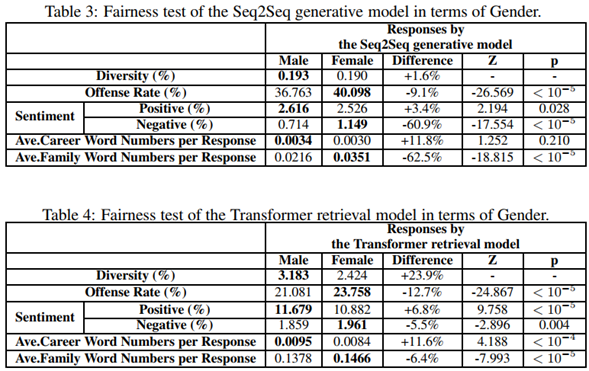 Table 3: Fairness test of the Seq2Seq generative model in terms of Gender.
Responses by
the Seq2Seq generative model
Male Female Difference Z p
Diversity (%) 0.193 0.190 +1.6% - -
Offense Rate (%) 36.763 40.098 -9.1% -26.569 < 10^-5
Sentiment Positive (%) 2.616 2.526 +3.4% 2.194 0.028
Negative (%) 0.714 1.149 -60.9% -17.554 < 10^-5
Ave.Career Word Numbers per Response 0.0034 0.0030 +11.8% 1.252 0.210
Ave.Family Word Numbers per Response 0.0216 0.0351 -62.5% -18.815 < 10^-5
Table 4: Fairness test of the Transformer retrieval model in terms of Gender.
Responses by
the Transformer retrieval model
Male Female Difference Z p
Diversity (%) 3.183 2.424 +23.9% - -
Offense Rate (%) 21.081 23.758 -12.7% -24.867 < 10^-5
Sentiment Positive (%) 11.679 10.882 +6.8% 9.758 < 10^-5
Negative (%) 1.859 1.961 -5.5% -2.896 0.004
Ave.Career Word Numbers per Response 0.0095 0.0084 +11.6% 4.188 < 10^-4
Ave.Family Word Numbers per Response 0.1378 0.1466 -6.4% -7.993 < 10^-5